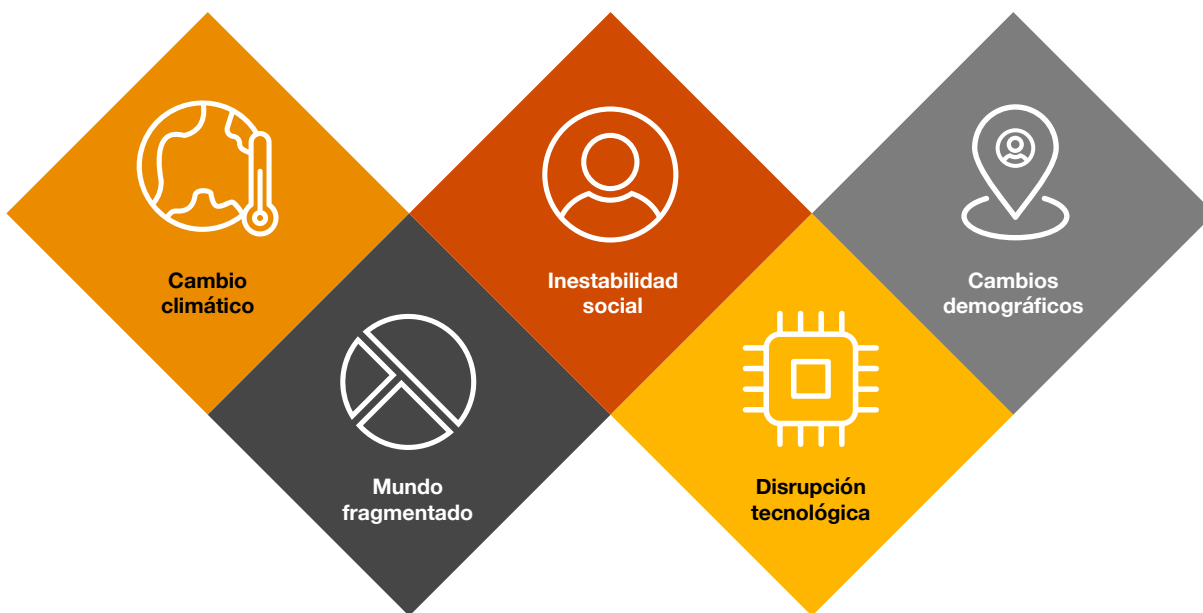 Cambio
climático
Mundo
fragmentado
Inestabilidad
social
Disrupción
tecnológica
Cambios
demográficos